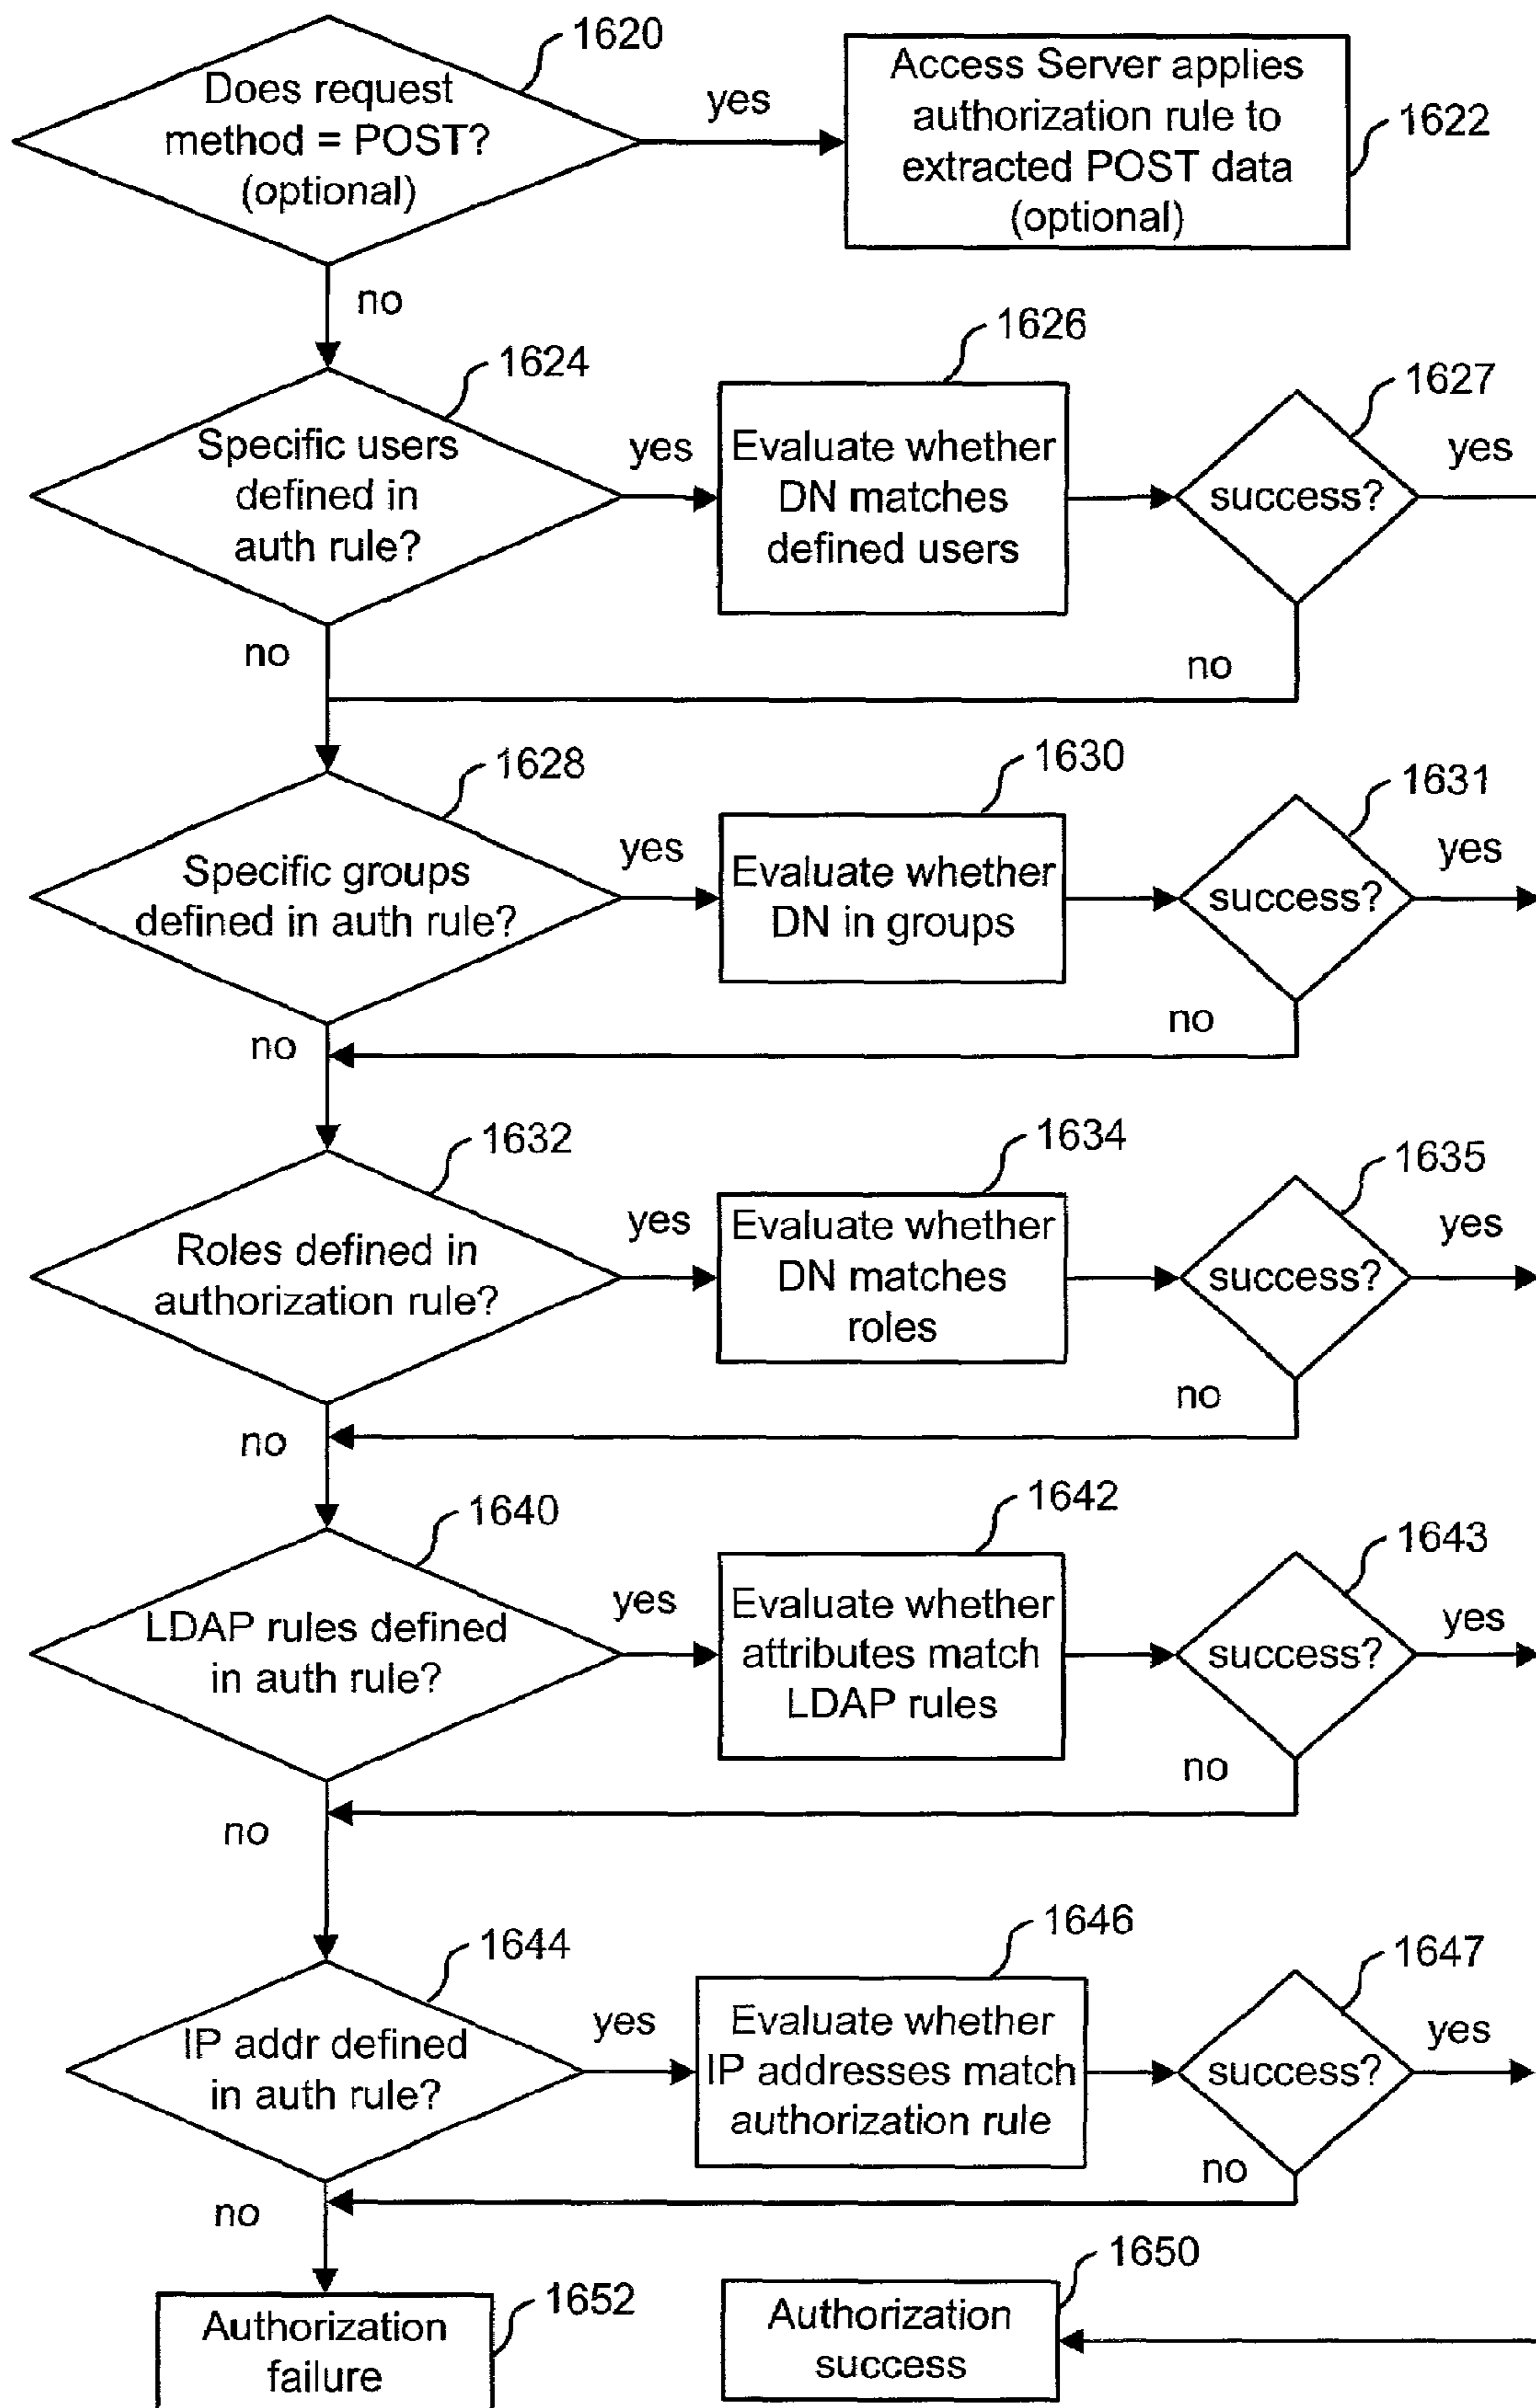 1620
Does request
method = POST?
(optional)
yes
Access Server applies
authorization rule to
extracted POST data
(optional)
1622
no
1624
Specific users
defined in
auth rule?
yes
1626
Evaluate whether
DN matches
defined users
1627
success?
yes
no
no
1628
Specific groups
defined in auth rule?
yes
1630
Evaluate whether
DN in groups
1631
success?
yes
no
no
1632
Roles defined in
authorization rule?
yes
1634
Evaluate whether
DN matches
roles
1635
success?
yes
no
no
1640
LDAP rules defined
in auth rule?
yes
1642
Evaluate whether
attributes match
LDAP rules
1643
success?
yes
no
no
1644
IP addr defined
in auth rule?
yes
1646
Evaluate whether
IP addresses match
authorization rule
1647
success?
yes
no
no
1652
Authorization
failure
1650
Authorization
success